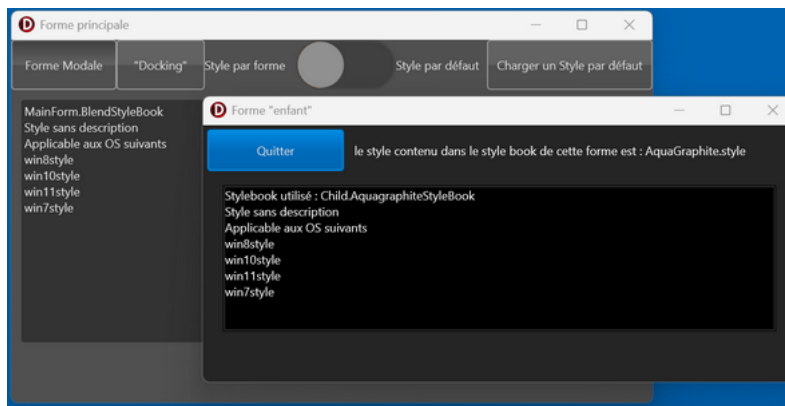 Forme principale
Forme Modale
"Docking"
Style par forme
Style par défaut
Charger un Style par défaut
MainForm.BlendStyleBook
Style sans description
Applicable aux OS suivants
win8style
win10style
win11style
win7style
Forme "enfant"
Quitter
le style contenu dans le style book de cette forme est : AquaGraphite.style
Stylebook utilisé : Child.AquagraphiteStyleBook
Style sans description
Applicable aux OS suivants
win8style
win10style
win11style
win7style